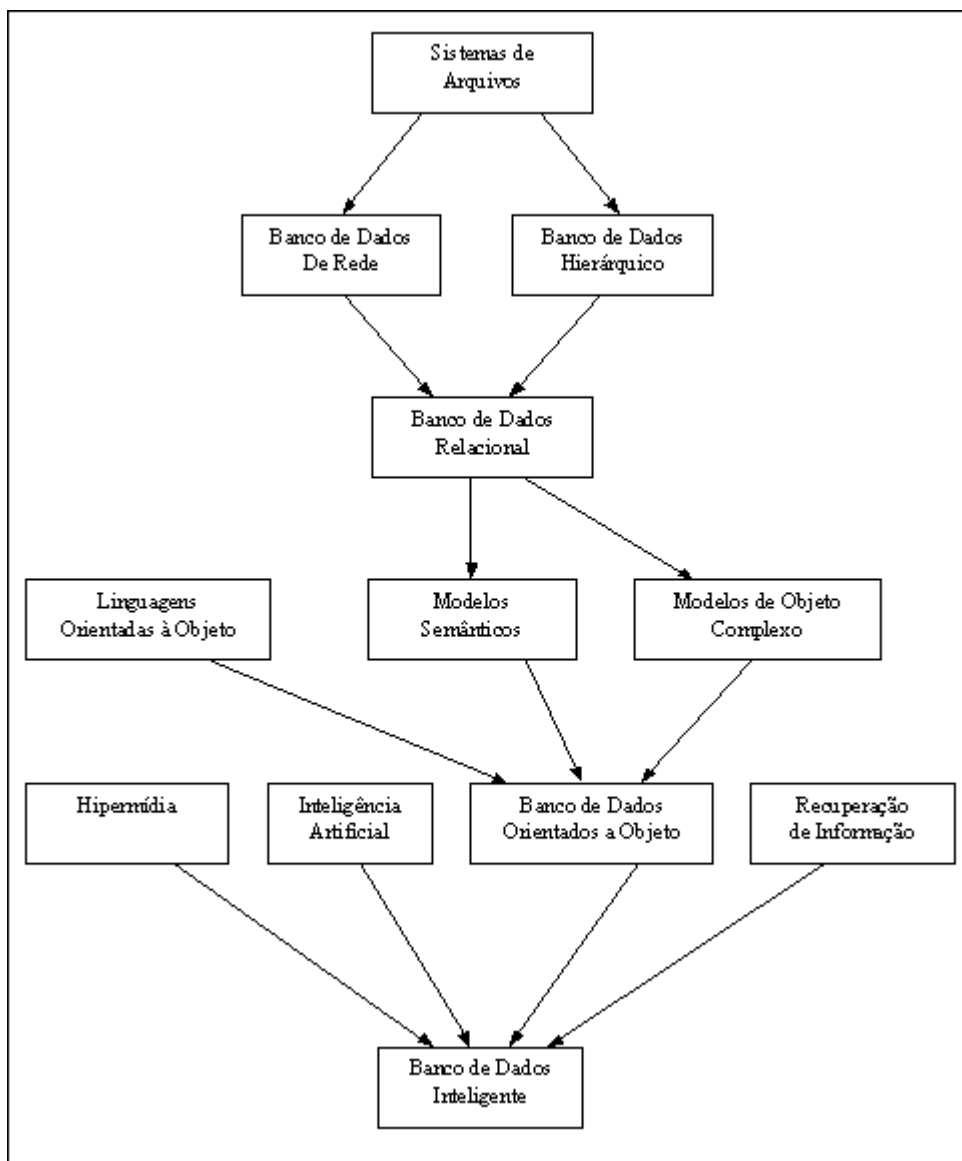 Sistemas de
Arquivos
Banco de Dados
De Rede
Banco de Dados
Hierárquico
Banco de Dados
Relacional
Linguagens
Orientadas à Objeto
Modelos
Semânticos
Modelos de Objeto
Complexo
Hipermídia
Inteligência
Artificial
Banco de Dados
Orientados a Objeto
Recuperação
de Informação
Banco de Dados
Inteligente